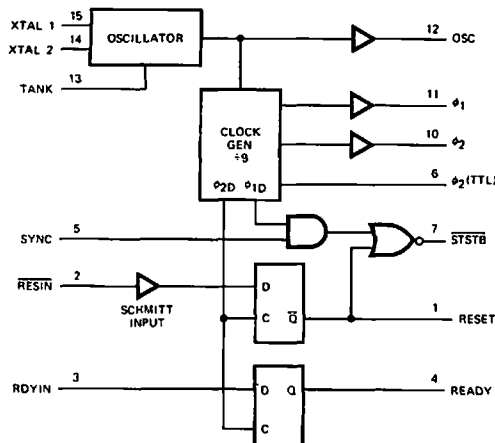 XTAL 1 15
OSCILLATOR
12 OSC
XTAL 2 14
13
TANK
11 ϕ1
CLOCK
GEN
÷9
10 ϕ2
ϕ2D ϕ1D
6 ϕ2(TTL)
SYNC 5
7 STSTB
RESIN 2
D
SCHMITT
INPUT
C Q
1 RESET
RDYIN 3
D Q
4 READY
C